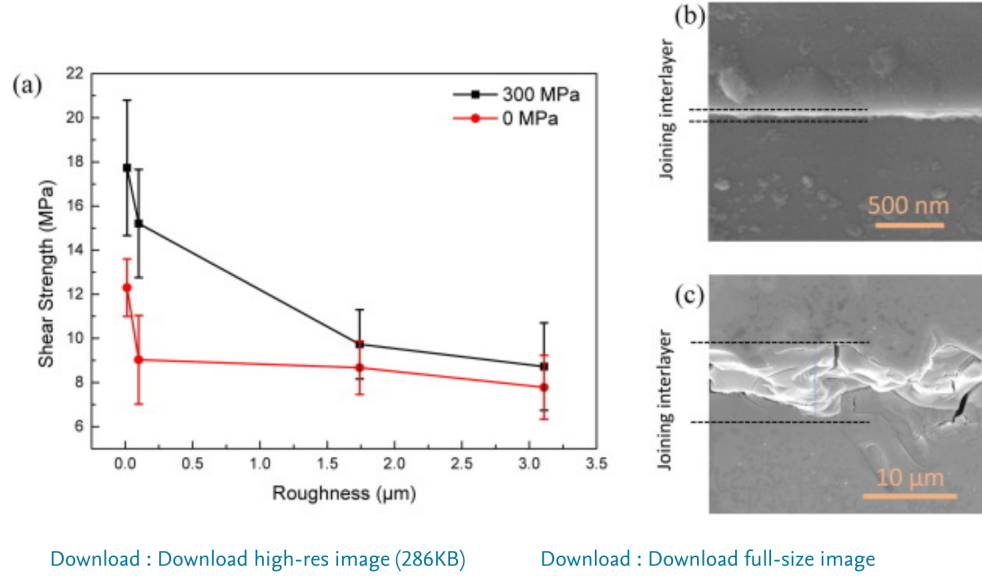 (a)
22
20
18
16
14
12
10
8
6
Shear Strength (MPa)
300 MPa
0 MPa
0.0 0.5 1.0 1.5 2.0 2.5 3.0 3.5
Roughness (μm)
(b)
Joining interlayer
500 nm
(c)
Joining interlayer
10 μm
Download : Download high-res image (286KB)
Download : Download full-size image